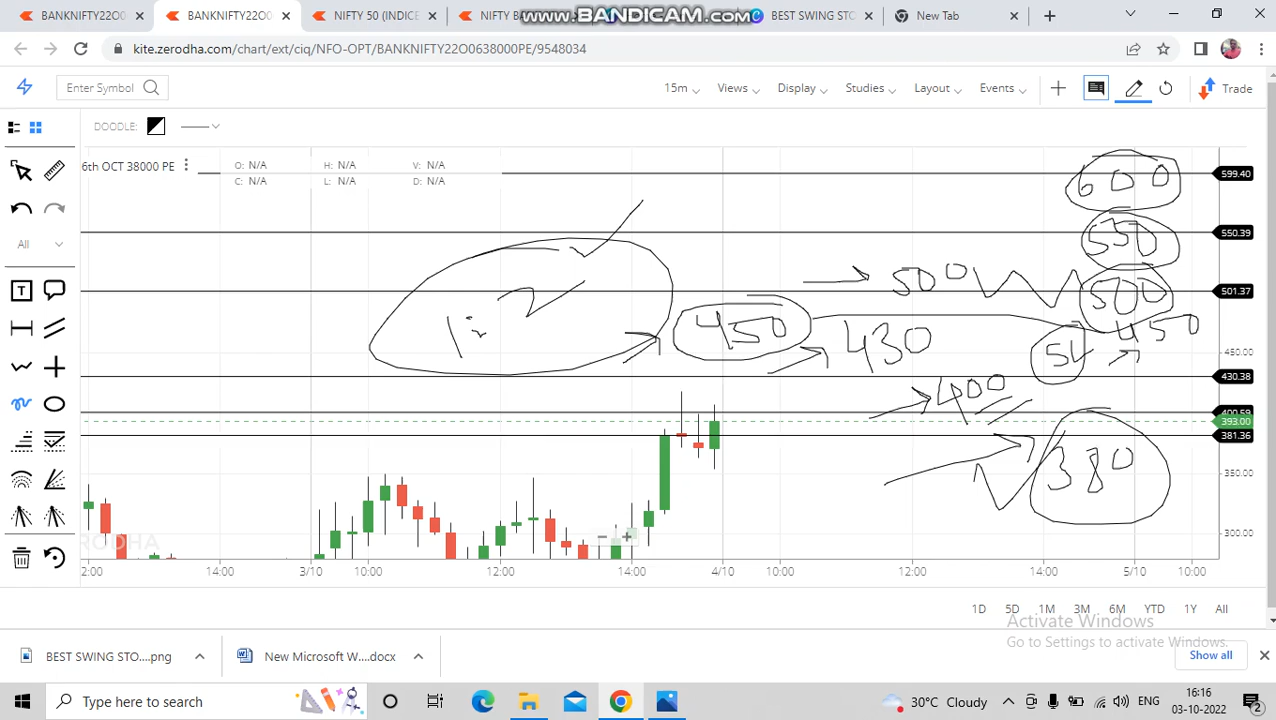 BANKNIFTY22O
BANKNIFTY22O0
NIFTY 50 (INDICE
NIFTY B
www.BANDICAM.com
BEST SWING STO
New Tab
kite.zerodha.com/chart/ext/ciq/NFO-OPT/BANKNIFTY22O0638000PE/9548034
Enter Symbol
15m
Views
Display
Studies
Layout
Events
Trade
DOODLE:
6th OCT 38000 PE
O: N/A H: N/A V: N/A
C: N/A L: N/A D: N/A
All
T
600
599.40
550
550.39
500
500
501.37
450
430
54
450
450.00
430.38
400
400.59
393.00
381.36
380
350.00
300.00
RODHA
2:00 14:00 3/10 10:00 12:00 14:00 4/10 10:00 12:00 14:00 5/10 10:00
1D 5D 1M 3M 6M YTD 1Y All
Activate Windows
Go to Settings to activate Windows.
BEST SWING STO....png
New Microsoft W....docx
Show all
Type here to search
30°C Cloudy
ENG
16:16
03-10-2022
2